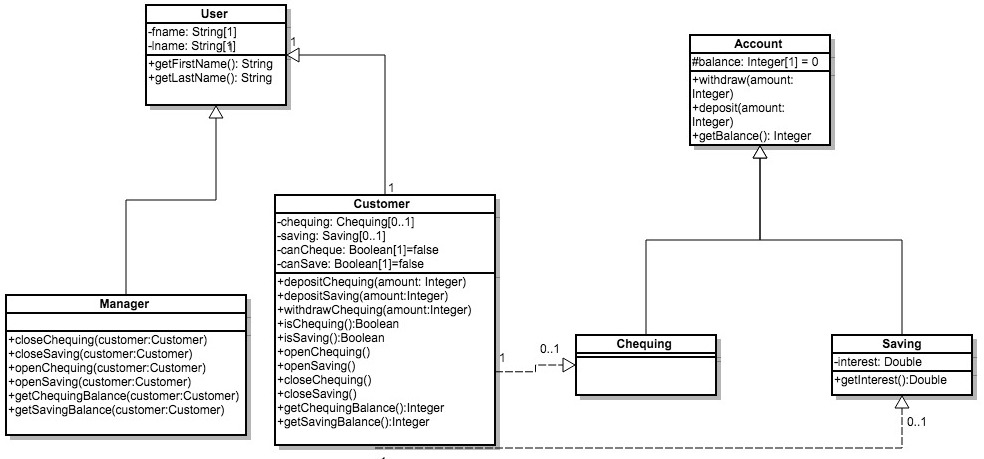 User
-fname: String[1]
-lname: String[1]
+getFirstName(): String
+getLastName(): String
1
1
Account
#balance: Integer[1] = 0
+withdraw(amount:
Integer)
+deposit(amount:
Integer)
+getBalance(): Integer
Customer
-chequing: Chequing[0..1]
-saving: Saving[0..1]
-canCheque: Boolean[1]=false
-canSave: Boolean[1]=false
+depositChequing(amount: Integer)
+depositSaving(amount:Integer)
+withdrawChequing(amount:Integer)
+isChequing():Boolean
+isSaving():Boolean
+openChequing()
+openSaving()
+closeChequing()
+closeSaving()
+getChequingBalance():Integer
+getSavingBalance():Integer
Manager
+closeChequing(customer:Customer)
+closeSaving(customer:Customer)
+openChequing(customer:Customer)
+openSaving(customer:Customer)
+getChequingBalance(customer:Customer)
+getSavingBalance(customer:Customer)
1
0..1
Chequing
Saving
-interest: Double
+getInterest():Double
0..1